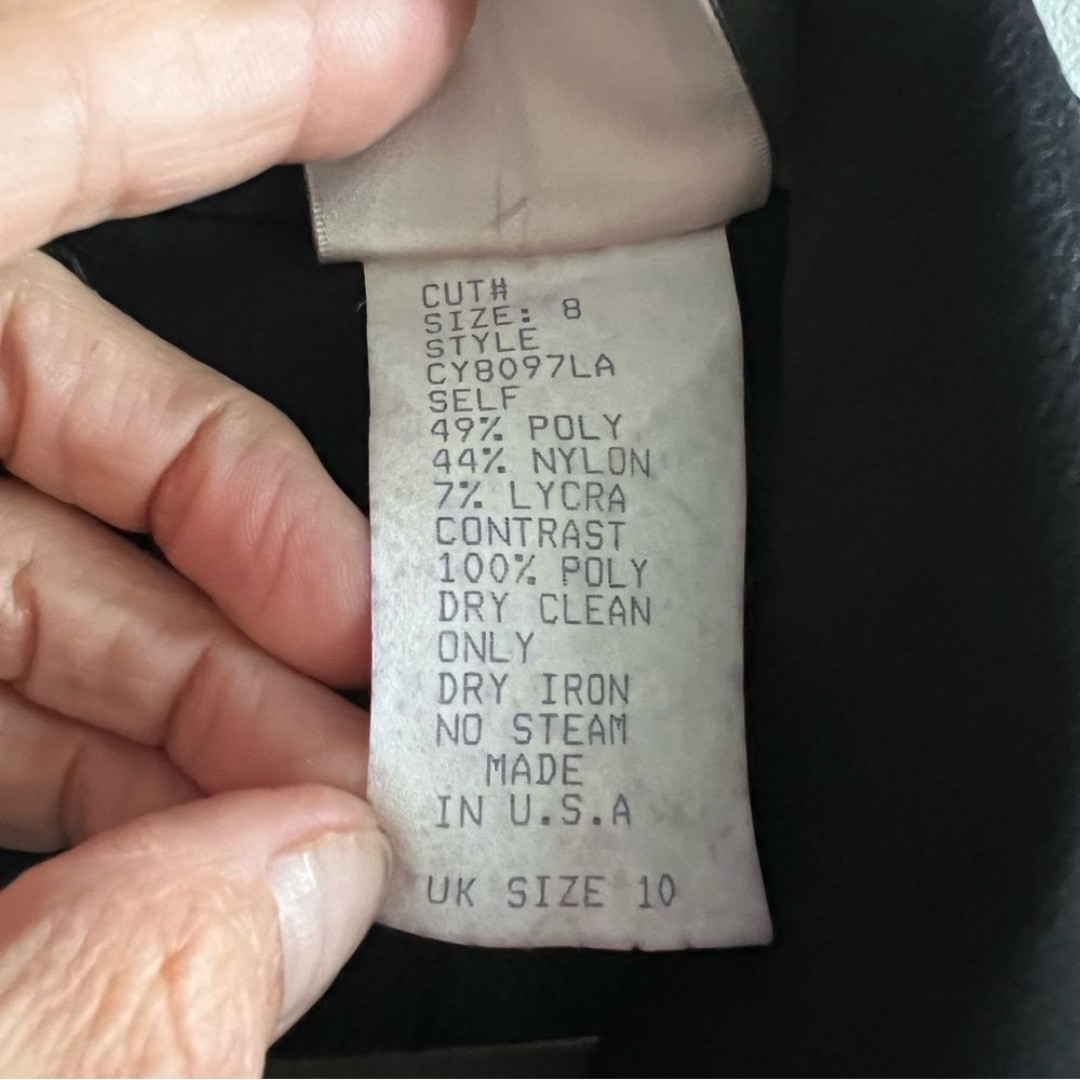 CUT#
SIZE: 8
STYLE
CY8097LA
SELF
49% POLY
44% NYLON
7% LYCRA
CONTRAST
100% POLY
DRY CLEAN
ONLY
DRY IRON
NO STEAM
MADE
IN U.S.A
UK SIZE 10